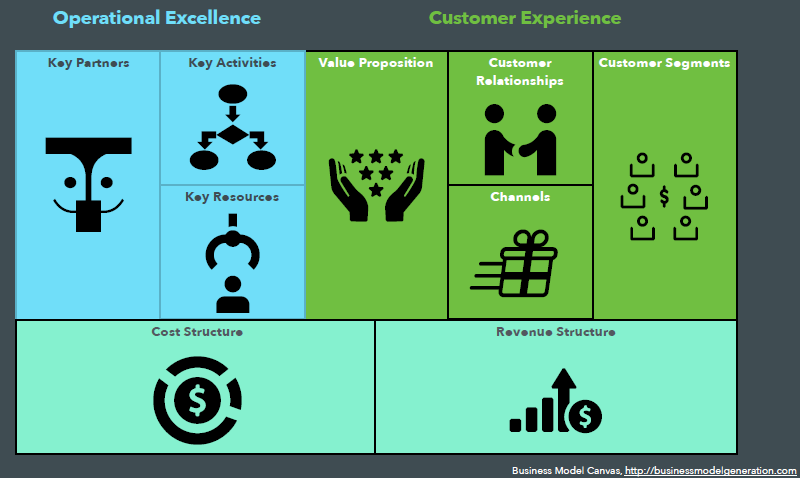 Operational Excellence
Customer Experience
Key Partners
Key Activities
Value Proposition
Customer
Relationships
Customer Segments
Key Resources
Channels
Cost Structure
Revenue Structure
$
$
$
Business Model Canvas, http://businessmodelgeneration.com